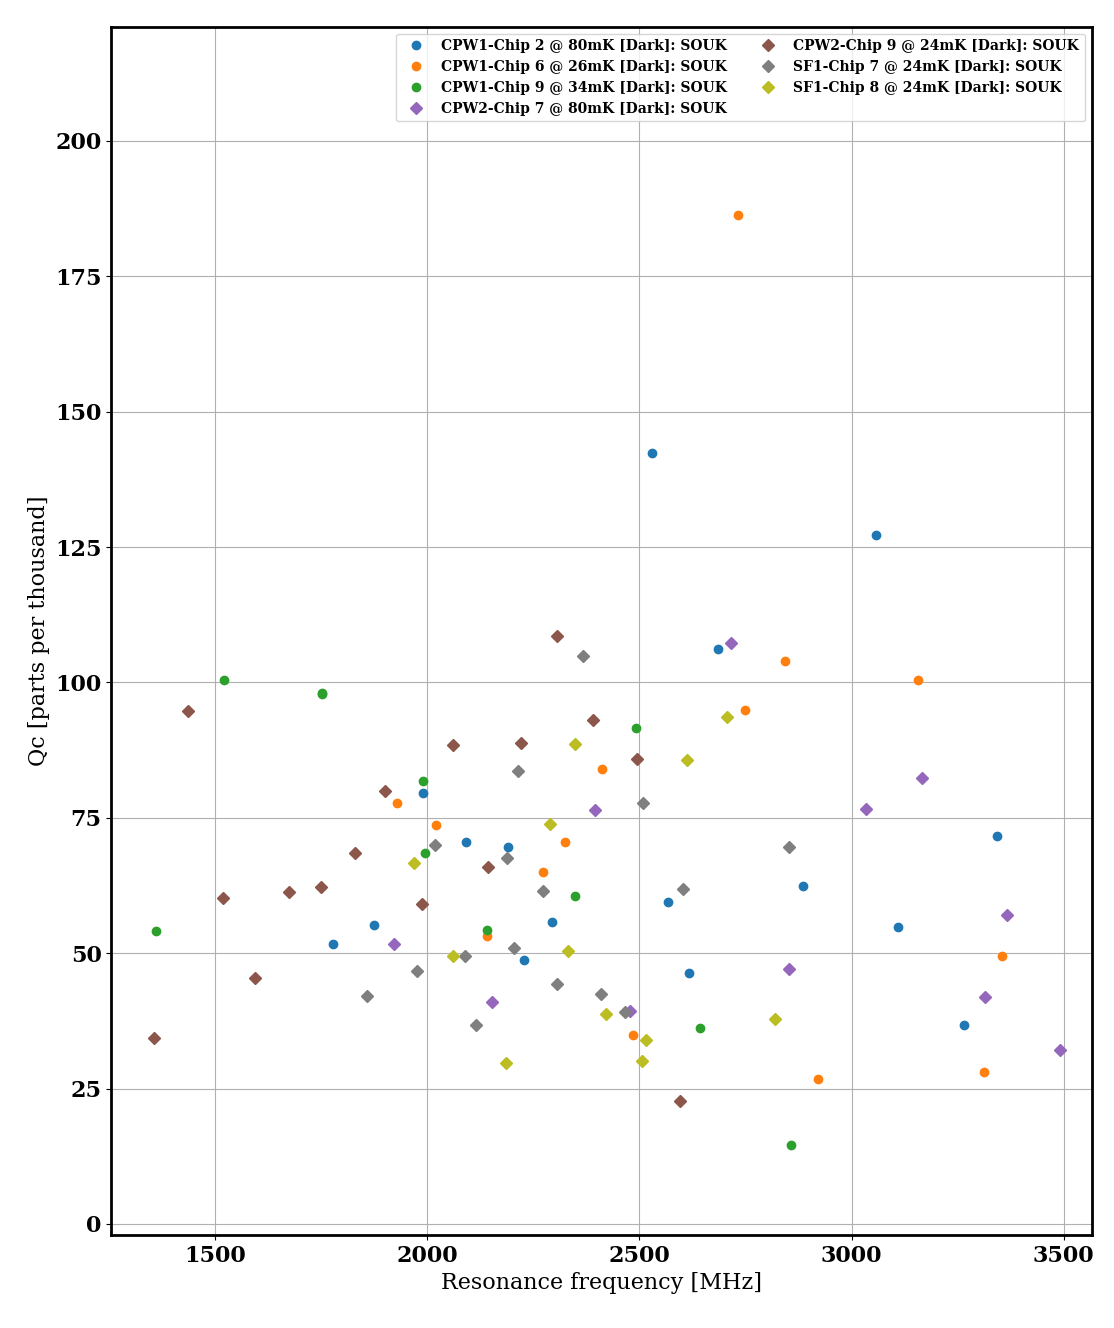 CPW1-Chip 2 @ 80mK [Dark]: SOUK
CPW1-Chip 6 @ 26mK [Dark]: SOUK
CPW1-Chip 9 @ 34mK [Dark]: SOUK
CPW2-Chip 7 @ 80mK [Dark]: SOUK
CPW2-Chip 9 @ 24mK [Dark]: SOUK
SF1-Chip 7 @ 24mK [Dark]: SOUK
SF1-Chip 8 @ 24mK [Dark]: SOUK
200
175
150
125
100
75
50
25
0
Qc [parts per thousand]
1500 2000 2500 3000 3500
Resonance frequency [MHz]